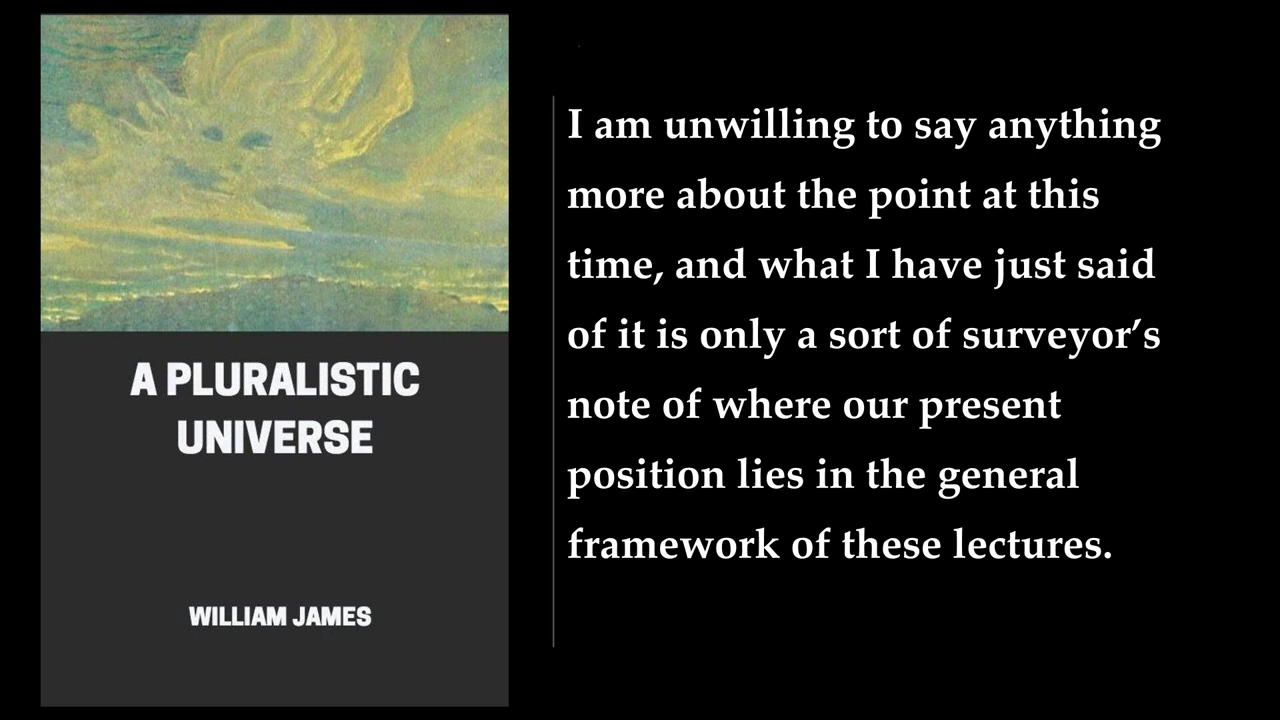 A PLURALISTIC
UNIVERSE
WILLIAM JAMES
I am unwilling to say anything
more about the point at this
time, and what I have just said
of it is only a sort of surveyor’s
note of where our present
position lies in the general
framework of these lectures.